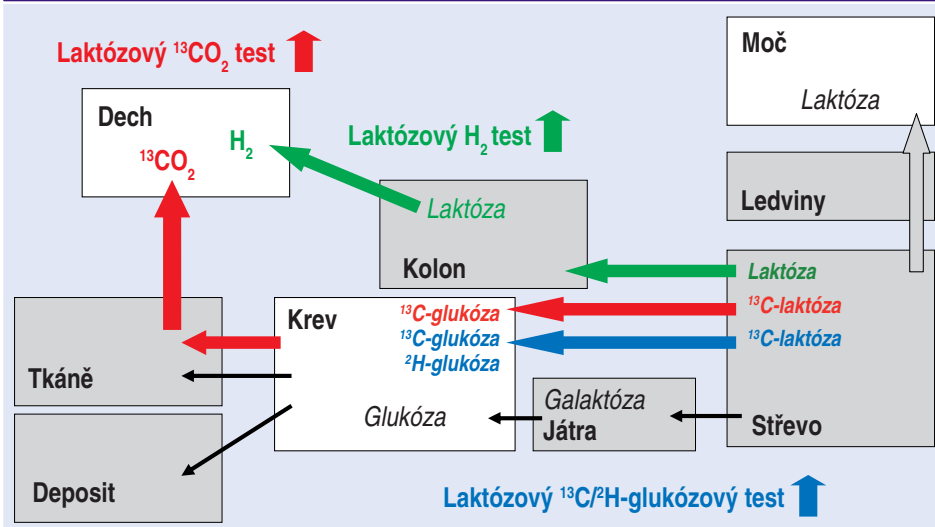 Laktózový ¹³CO₂ test
Moč
Laktóza
Dech
H₂
¹³CO₂
Laktózový H₂ test
Ledviny
Laktóza
Kolon
Laktóza
Krev
¹³C-glukóza
¹³C-laktóza
¹³C-glukóza
¹³C-laktóza
²H-glukóza
Tkáně
Glukóza
Galaktóza
Játra
Střevo
Deposit
Laktózový ¹³C/²H-glukózový test